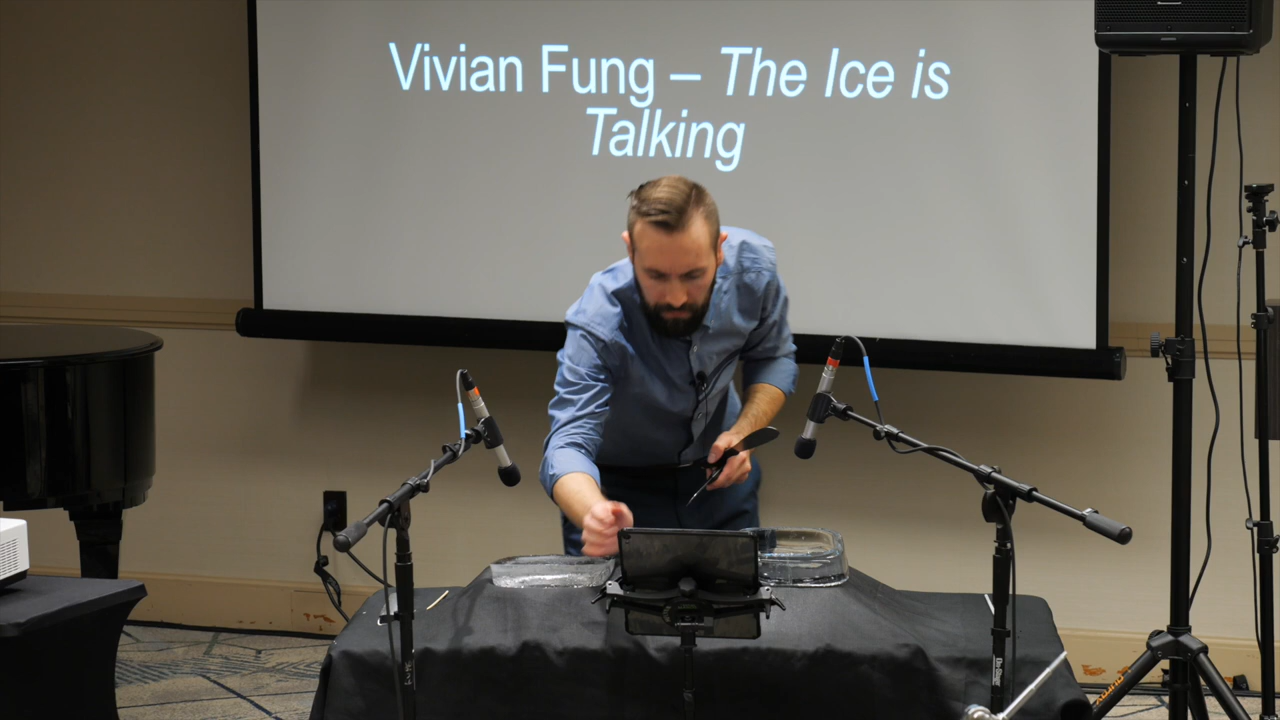 Vivian Fung – The Ice is
Talking